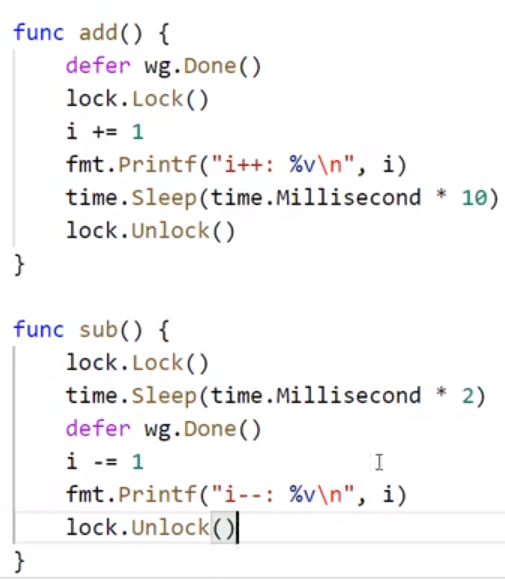 func add() {
    defer wg.Done()
    lock.Lock()
    i += 1
    fmt.Printf("i++: %v\n", i)
    time.Sleep(time.Millisecond * 10)
    lock.Unlock()
}
func sub() {
    lock.Lock()
    time.Sleep(time.Millisecond * 2)
    defer wg.Done()
    i -= 1
    fmt.Printf("i--: %v\n", i)
    lock.Unlock()
}